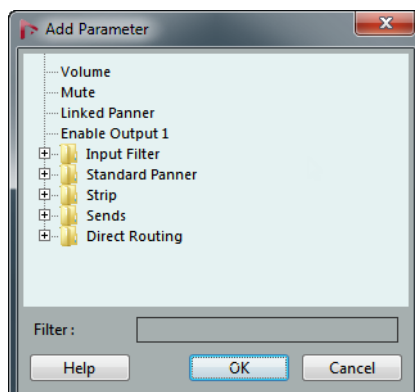 Add Parameter
Volume
Mute
Linked Panner
Enable Output 1
Input Filter
Standard Panner
Strip
Sends
Direct Routing
Filter :
Help OK Cancel